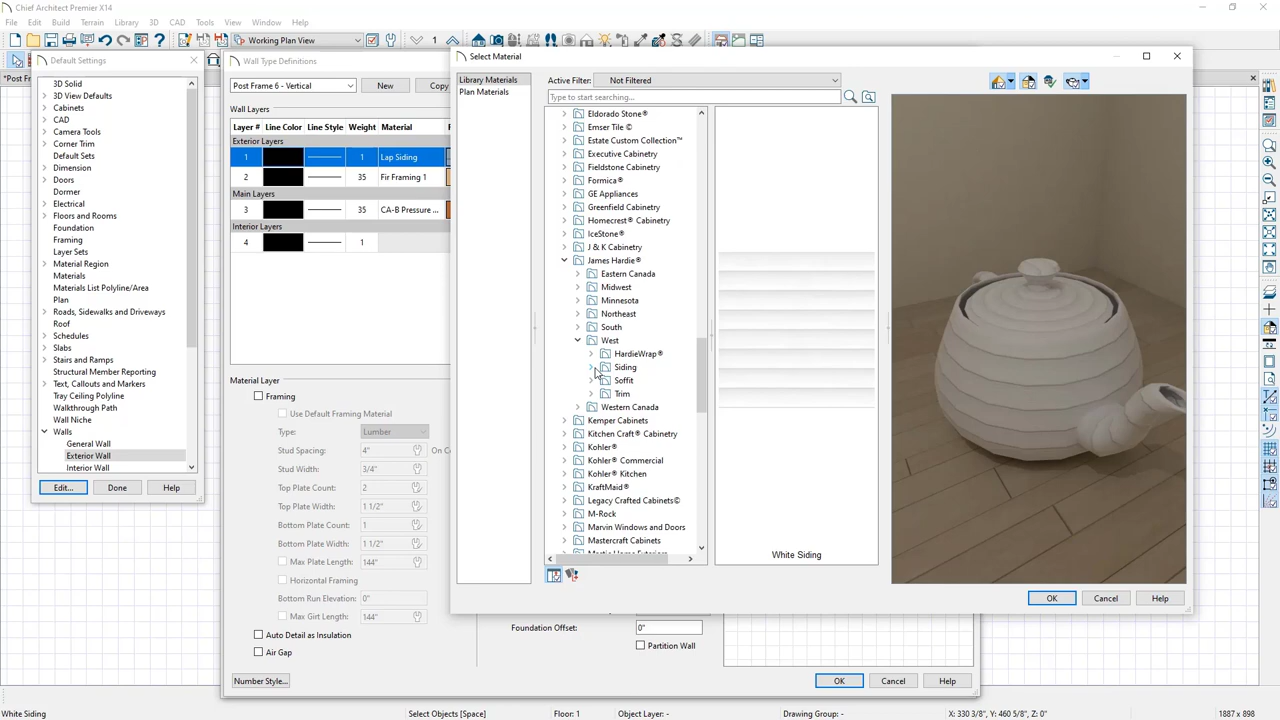 Chief Architect Premier X14
File Edit Build Terrain Library 3D CAD Tools View Window Help
Working Plan View 1
Default Settings
3D Solid
3D View Defaults
Cabinets
CAD
Camera Tools
Corner Trim
Default Sets
Dimension
Doors
Dormer
Electrical
Floors and Rooms
Foundation
Framing
Layer Sets
Material Region
Materials
Materials List Polyline/Area
Plan
Roads, Sidewalks and Driveways
Roof
Schedules
Slabs
Stairs and Ramps
Structural Member Reporting
Text, Callouts and Markers
Tray Ceiling Polyline
Walkthrough Path
Wall Niche
Walls
General Wall
Exterior Wall
Interior Wall
Edit... Done Help
Wall Type Definitions
Post Frame 6 - Vertical New Copy
Wall Layers
Layer # Line Color Line Style Weight Material
Exterior Layers
1 1 Lap Siding
2 35 Fir Framing 1
Main Layers
3 35 CA-B Pressure ...
Interior Layers
4 1
Material Layer
Framing
Use Default Framing Material
Type: Lumber
Stud Spacing: 4" On C
Stud Width: 3/4"
Top Plate Count: 2
Top Plate Width: 1 1/2"
Bottom Plate Count: 1
Bottom Plate Width: 1 1/2"
Max Plate Length: 144"
Horizontal Framing
Bottom Run Elevation: 0"
Max Girt Length: 144"
Auto Detail as Insulation
Air Gap
Number Style...
Foundation Offset: 0"
Partition Wall
OK Cancel Help
Select Material
Library Materials
Plan Materials
Active Filter: Not Filtered
Type to start searching...
Eldorado Stone®
Emser Tile ©
Estate Custom Collection™
Executive Cabinetry
Fieldstone Cabinetry
Formica®
GE Appliances
Greenfield Cabinetry
Homecrest® Cabinetry
IceStone®
J & K Cabinetry
James Hardie®
Eastern Canada
Midwest
Minnesota
Northeast
South
West
HardieWrap®
Siding
Soffit
Trim
Western Canada
Kemper Cabinets
Kitchen Craft® Cabinetry
Kohler®
Kohler® Commercial
Kohler® Kitchen
KraftMaid®
Legacy Crafted Cabinets©
M-Rock
Marvin Windows and Doors
Mastercraft Cabinets
White Siding
OK Cancel Help
White Siding Select Objects [Space] Floor: 1 Object Layer: - Drawing Group: - X: 330 3/8", Y: 460 5/8", Z: 0" 1887 x 898